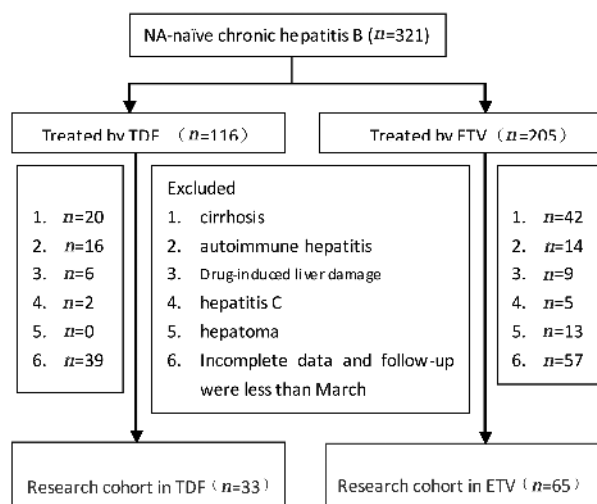 NA-naïve chronic hepatitis B (n=321)
Treated by TDF （n=116)
Treated by ETV （n=205)
1. n=20
2. n=16
3. n=6
4. n=2
5. n=0
6. n=39
Excluded
1. cirrhosis
2. autoimmune hepatitis
3. Drug-induced liver damage
4. hepatitis C
5. hepatoma
6. Incomplete data and follow-up
were less than March
1. n=42
2. n=14
3. n=9
4. n=5
5. n=13
6. n=57
Research cohort in TDF（n=33）
Research cohort in ETV（n=65）